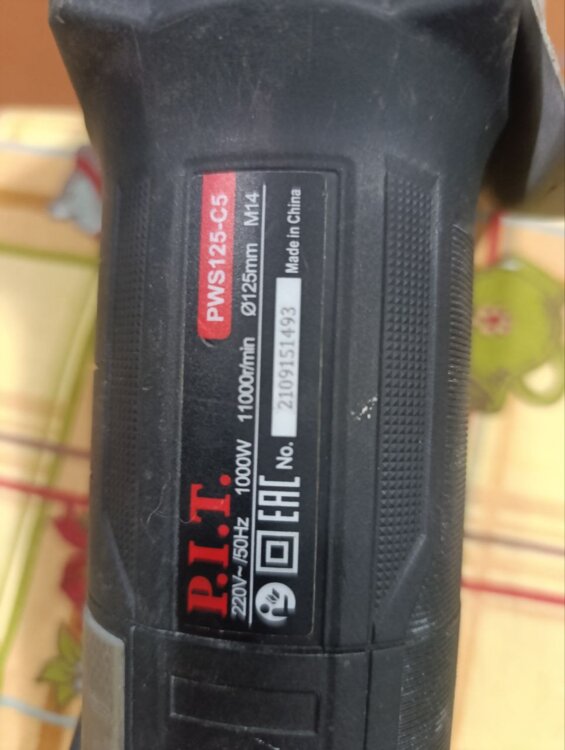 P.I.T. PWS125-C5
220V~ /50Hz 1000W 11000r/min Ø125mm M14
EAC No. 2109151493 Made in China